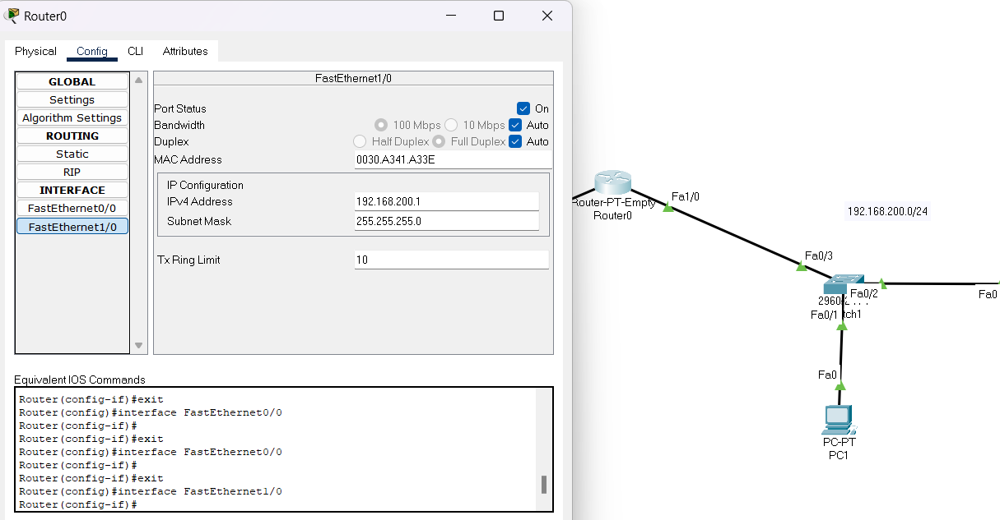 Router0
Physical Config CLI Attributes
GLOBAL
Settings
Algorithm Settings
ROUTING
Static
RIP
INTERFACE
FastEthernet0/0
FastEthernet1/0
FastEthernet1/0
Port Status On
Bandwidth 100 Mbps 10 Mbps Auto
Duplex Half Duplex Full Duplex Auto
MAC Address 0030.A341.A33E
IP Configuration
IPv4 Address 192.168.200.1
Subnet Mask 255.255.255.0
Tx Ring Limit 10
Equivalent IOS Commands
Router(config-if)#exit
Router(config)#interface FastEthernet0/0
Router(config-if)#
Router(config-if)#exit
Router(config)#interface FastEthernet0/0
Router(config-if)#
Router(config-if)#exit
Router(config)#interface FastEthernet1/0
Router(config-if)#
Fa1/0
Router-PT-Empty
Router0
192.168.200.0/24
Fa0/3
Fa0/2
Fa0
2960
Fa0/1 tch1
Fa0
PC-PT
PC1